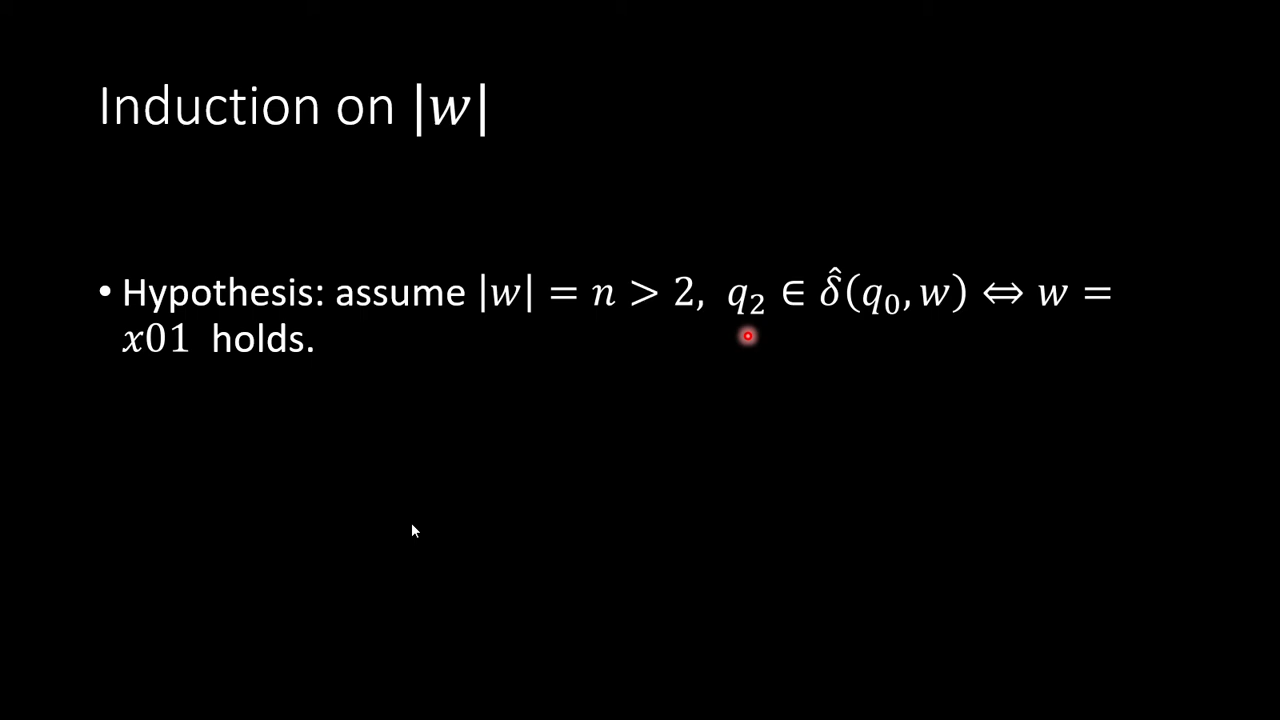 Induction on |𝑤|
• Hypothesis: assume |𝑤| = 𝑛 > 2, 𝑞₂ ∈ δ̂(𝑞₀, 𝑤) ⇔ 𝑤 =
𝑥01 holds.